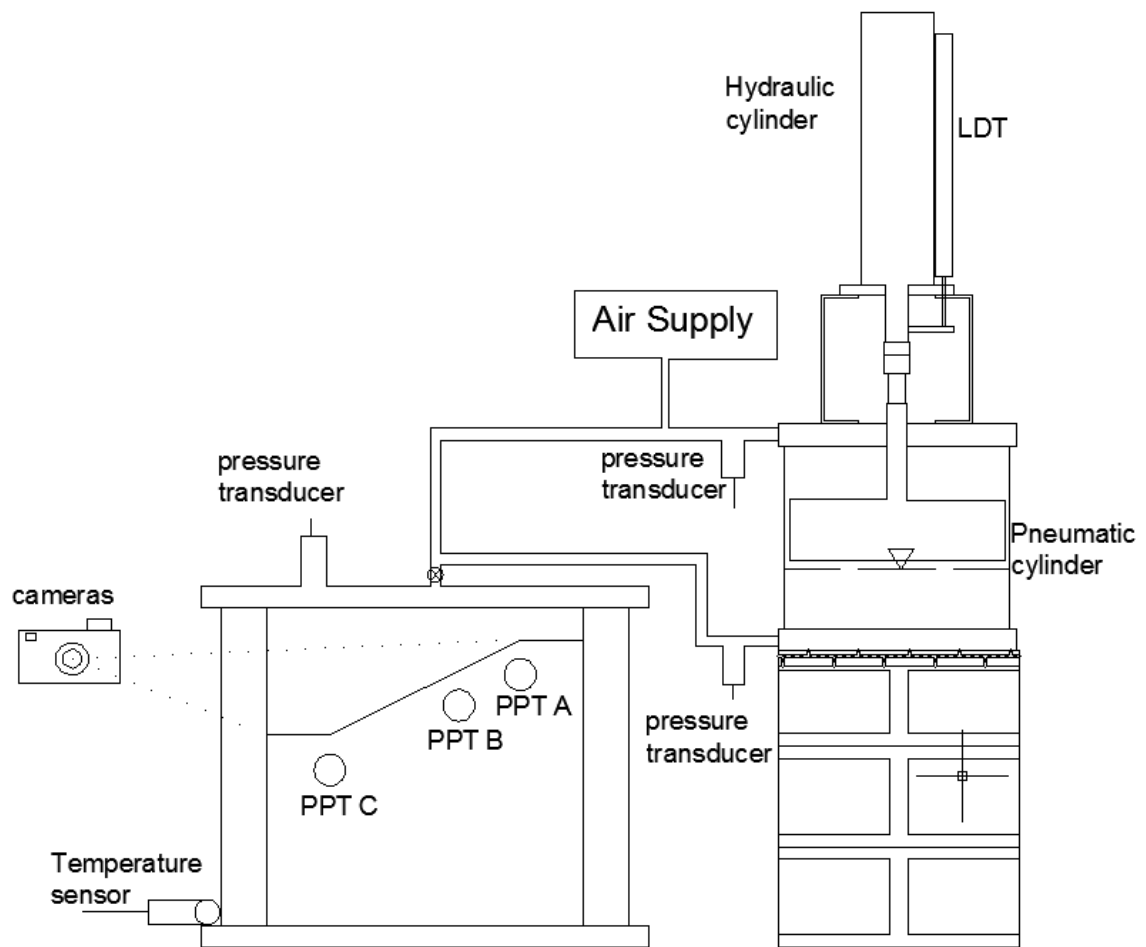 Hydraulic
cylinder
LDT
Air Supply
pressure
transducer
pressure
transducer
Pneumatic
cylinder
cameras
PPT A
PPT B
PPT C
pressure
transducer
Temperature
sensor